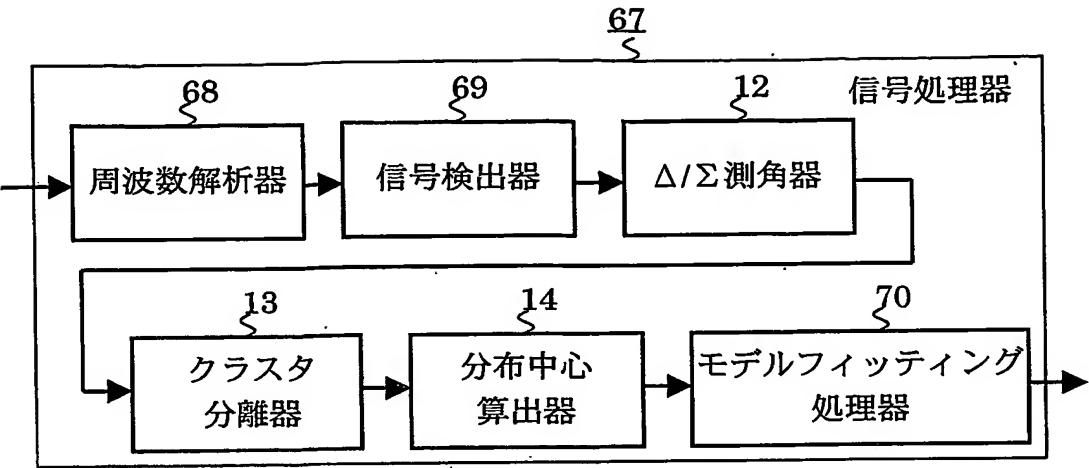 67
信号処理器
68
69
12
周波数解析器
信号検出器
Δ/Σ測角器
13
14
70
クラスタ
分離器
分布中心
算出器
モデルフィッティング
処理器